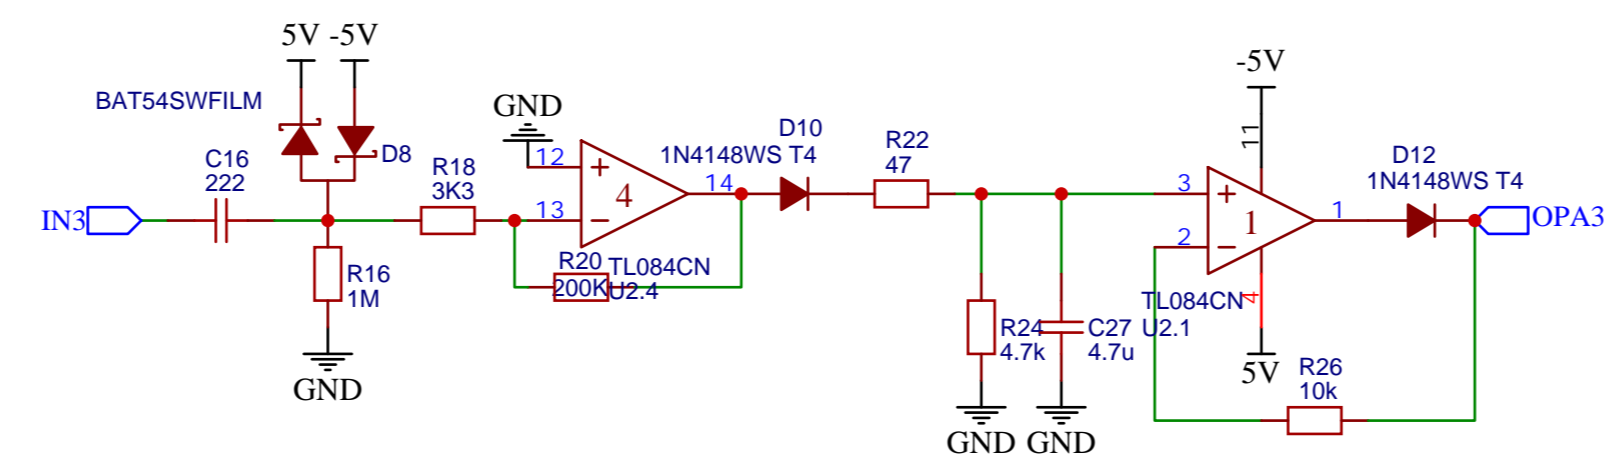 5V -5V
BAT54SWFILM
D8
C16
222
IN3
R16
1M
GND
R18
3K3
GND
12
13
14
4
R20
200K
TL084CN
U2.4
D10
1N4148WS T4
R22
47
R24
4.7k
GND
C27
4.7u
GND
-5V
11
3
2
1
1
4
TL084CN
U2.1
5V
D12
1N4148WS T4
OPA3
R26
10k